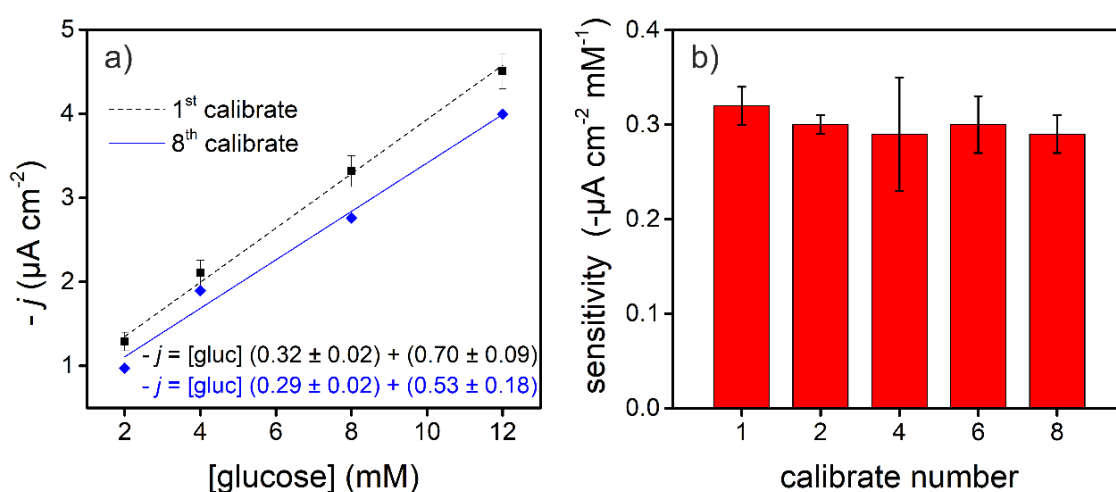 a)
1st calibrate
8th calibrate
- j = [gluc] (0.32 ± 0.02) + (0.70 ± 0.09)
- j = [gluc] (0.29 ± 0.02) + (0.53 ± 0.18)
- j (µA cm-2)
5
4
3
2
1
2 4 6 8 10 12
[glucose] (mM)
b)
sensitivity (-µA cm-2 mM-1)
0.4
0.3
0.2
0.1
0.0
1 2 4 6 8
calibrate number